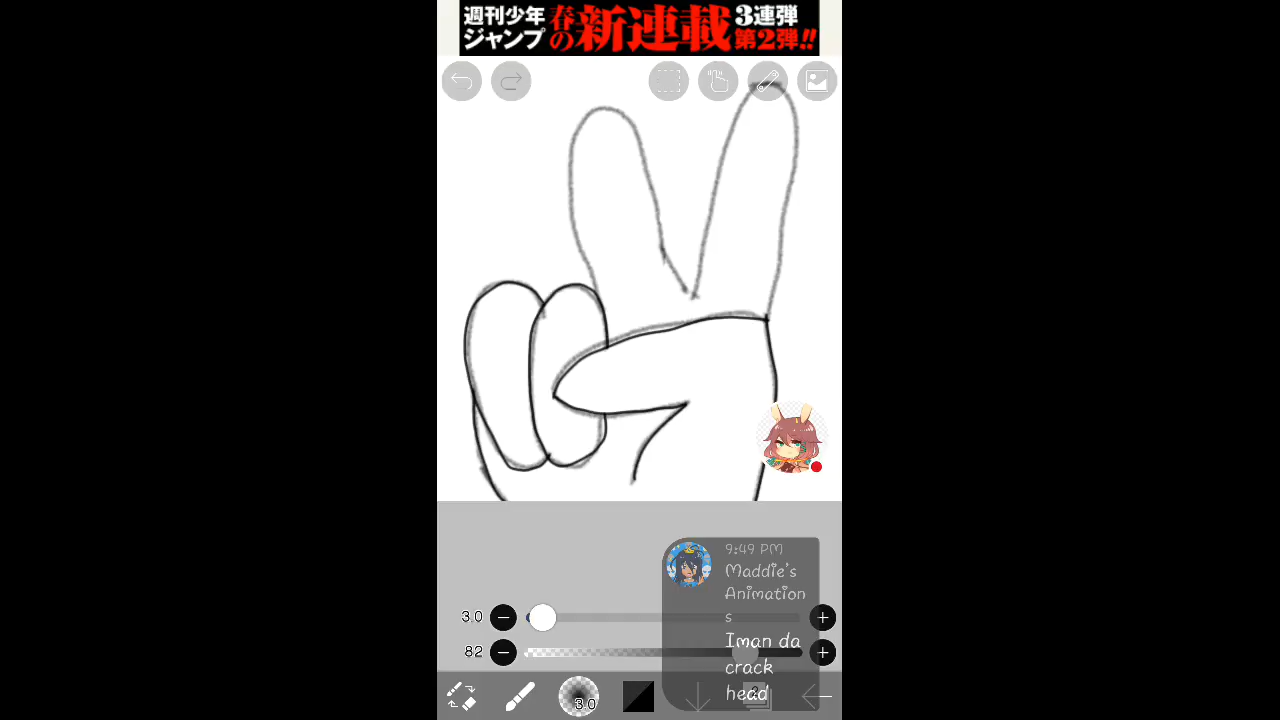 週刊少年 春の新連載 3連弾
ジャンプ 第2弾!!
9:49 PM
Maddie's
Animation
s
Iman da
crack
head
3.0
82
3.0
2